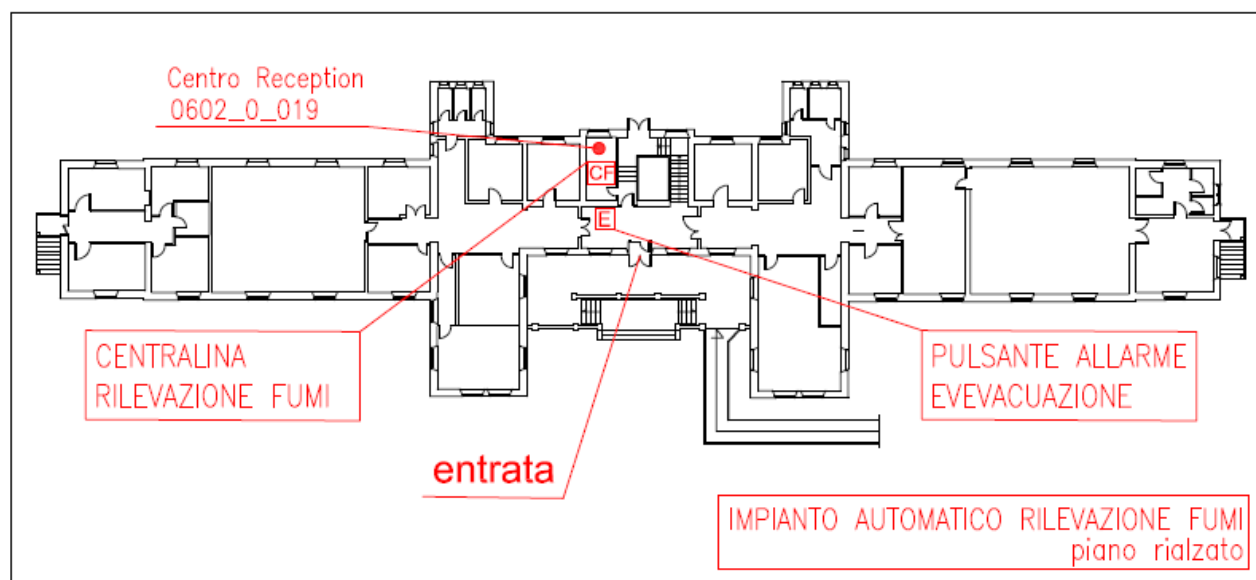 Centro Reception
0602_0_019
CF
E
CENTRALINA
RILEVAZIONE FUMI
PULSANTE ALLARME
EVEVACUAZIONE
entrata
IMPIANTO AUTOMATICO RILEVAZIONE FUMI
piano rialzato